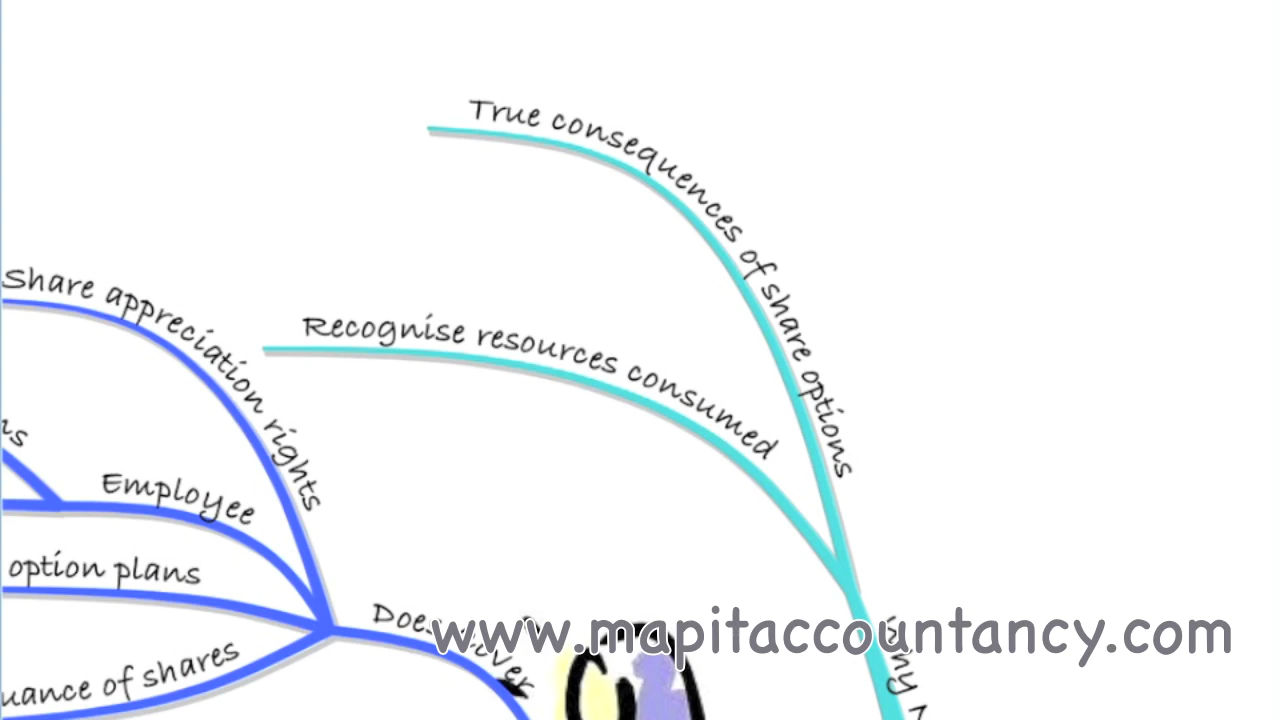 True consequences of share options
Recognise resources consumed
Share appreciation rights
Employee
option plans
of shares
www.mapitaccountancy.com